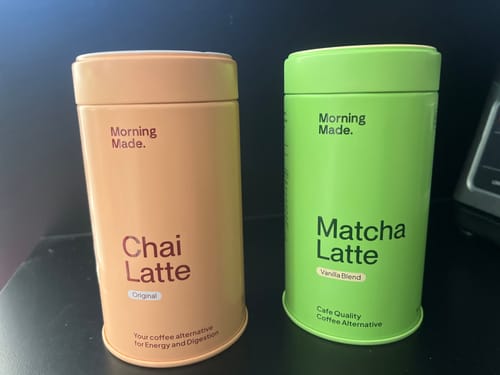 Morning
Made.
Chai
Latte
Original
Your coffee alternative
for Energy and Digestion
Morning
Made.
Matcha
Latte
Vanilla Blend
Cafe Quality
Coffee Alternative